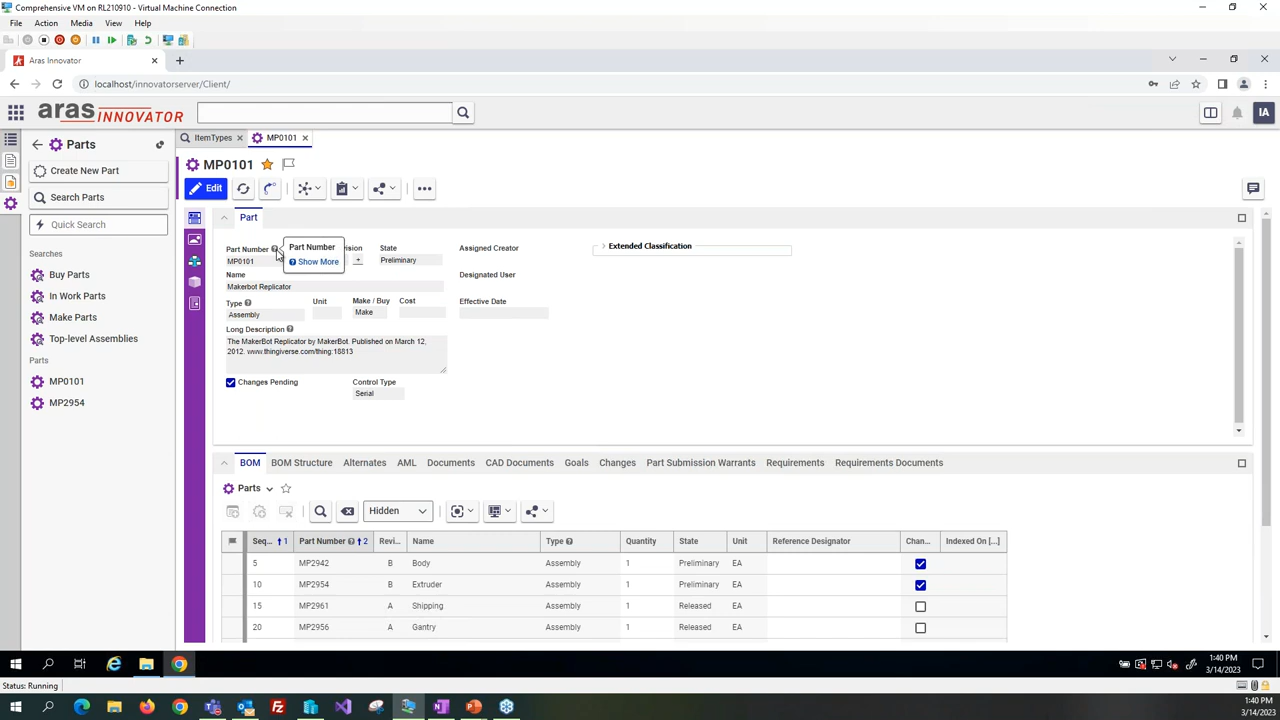 Comprehensive VM on RL210910 - Virtual Machine Connection
File Action Media View Help
Aras Innovator
localhost/innovatorserver/Client/
aras INNOVATOR
IA
Parts
Create New Part
Search Parts
Quick Search
Searches
Buy Parts
In Work Parts
Make Parts
Top-level Assemblies
Parts
MP0101
MP2954
ItemTypes MP0101
MP0101
Edit
Part
Part Number
MP0101
Part Number
Show More
State
Preliminary
Assigned Creator
Extended Classification
Name
Makerbot Replicator
Designated User
Type Unit Make / Buy Cost Effective Date
Assembly Make
Long Description
The MakerBot Replicator by MakerBot. Published on March 12,
2012. www.thingiverse.com/thing:18813
Changes Pending Control Type
Serial
BOM BOM Structure Alternates AML Documents CAD Documents Goals Changes Part Submission Warrants Requirements Requirements Documents
Parts
Hidden
Seq... 1 Part Number 2 Revi... Name Type Quantity State Unit Reference Designator Chan... Indexed On [...]
5 MP2942 B Body Assembly 1 Preliminary EA
10 MP2954 B Extruder Assembly 1 Preliminary EA
15 MP2961 A Shipping Assembly 1 Released EA
20 MP2956 A Gantry Assembly 1 Released EA
1:40 PM
3/14/2023
Status: Running
1:40 PM
3/14/2023